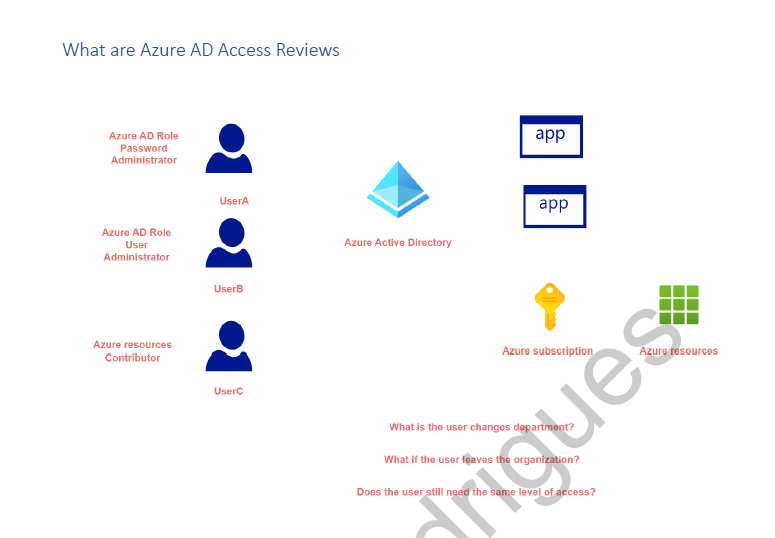 What are Azure AD Access Reviews
Azure AD Role
Password
Administrator
UserA
Azure AD Role
User
Administrator
UserB
Azure resources
Contributor
UserC
Azure Active Directory
app
app
Azure subscription
Azure resources
What is the user changes department?
What if the user leaves the organization?
Does the user still need the same level of access?
drigues